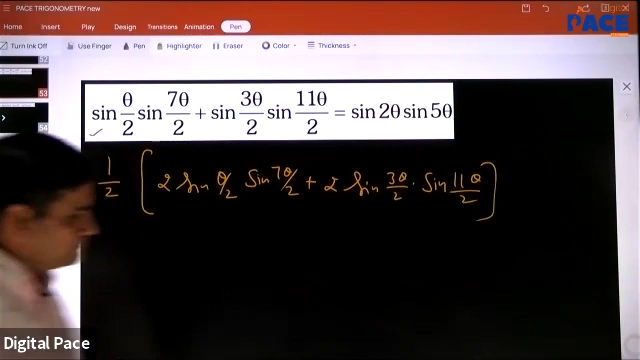 PACE TRIGONOMETRY new
Home Insert Play Design Transitions Animation Pen
PACE
Turn Ink Off Use Finger Pen Highlighter Eraser Color Thickness
53
54
sin θ/2 sin 7θ/2 + sin 3θ/2 sin 11θ/2 = sin 2θ sin 5θ
1/2 [ 2 sin θ/2 sin 7θ/2 + 2 sin 3θ/2 · sin 11θ/2 ]
Digital Pace